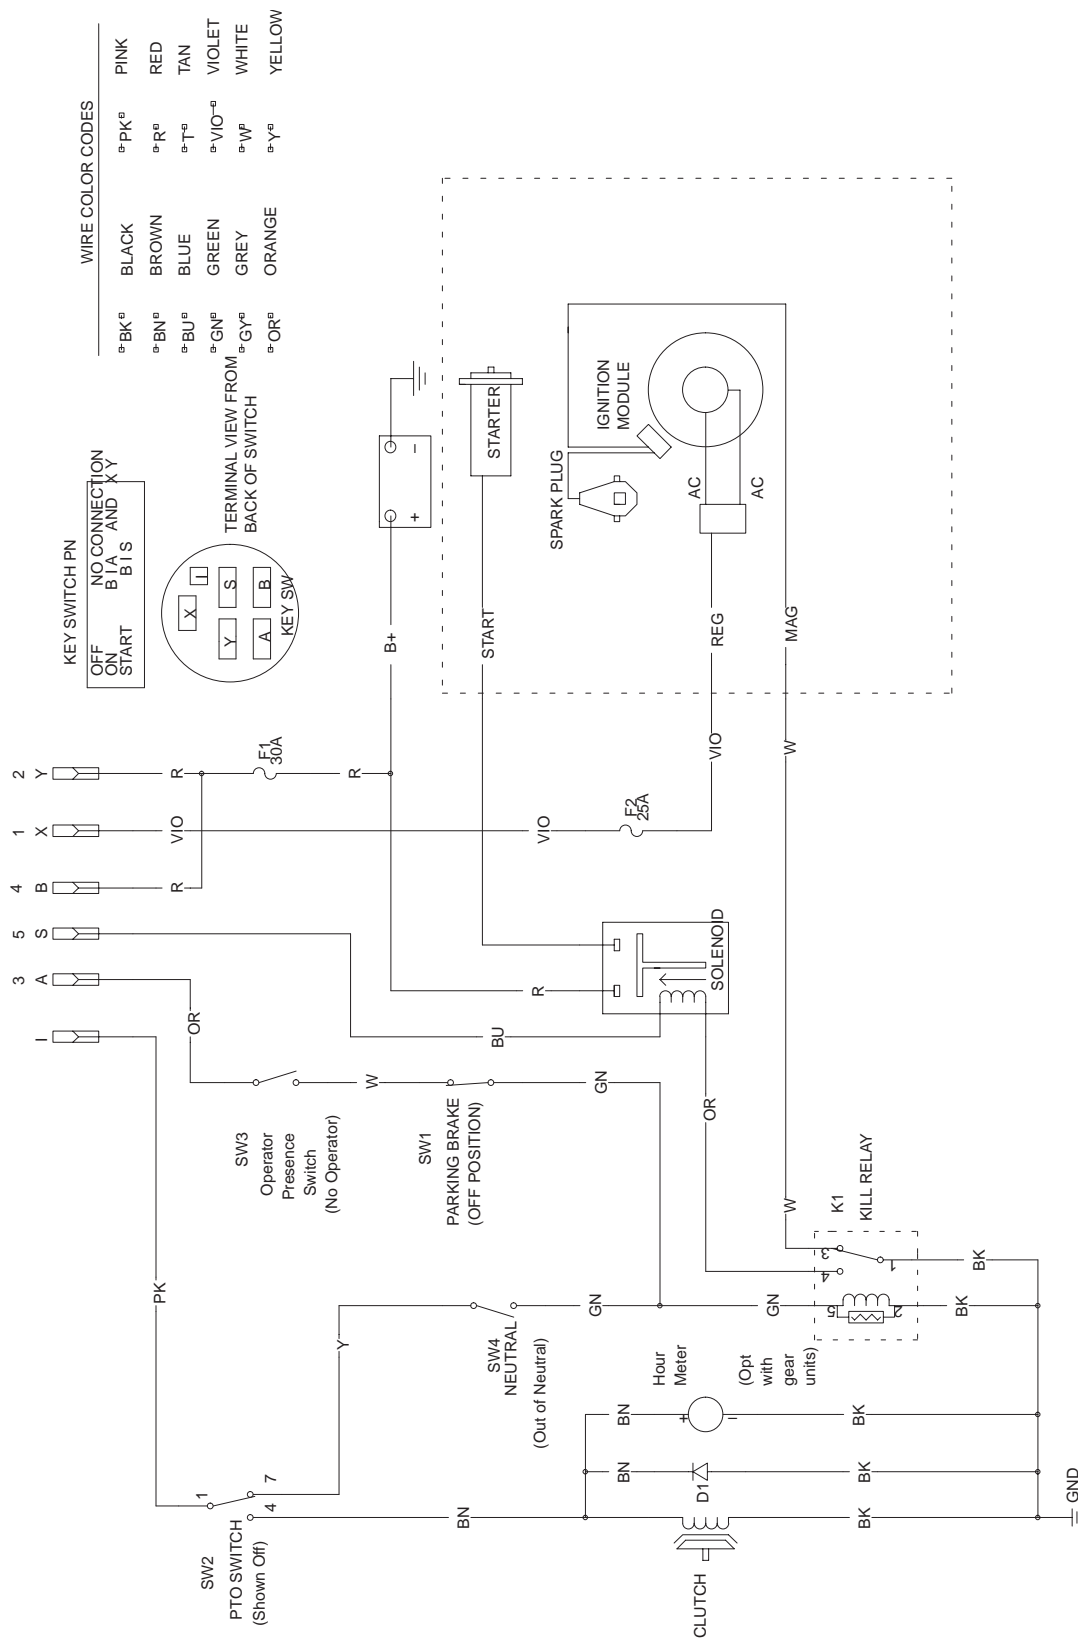 WIRE COLOR CODES
BK BLACK PK PINK
BN BROWN R RED
BU BLUE T TAN
GN GREEN VIO VIOLET
GY GREY W WHITE
OR ORANGE Y YELLOW
KEY SWITCH PN
OFF NO CONNECTION
ON B I A AND X Y
START B I S
TERMINAL VIEW FROM
BACK OF SWITCH
X
I
Y
S
A
B
KEY SW
I
3 A
5 S
4 B
1 X
2 Y
PK
OR
R
VIO
R
F1
30A
R
B+
+
-
SW3
Operator
Presence
Switch
(No Operator)
W
SW1
PARKING BRAKE
(OFF POSITION)
GN
BU
R
VIO
F2
25A
START
STARTER
SOLENOID
SPARK PLUG
IGNITION
MODULE
AC
AC
REG
VIO
MAG
W
SW2
PTO SWITCH
(Shown Off)
1
4
7
Y
SW4
NEUTRAL
(Out of Neutral)
GN
GN
OR
W
K1
KILL RELAY
3
4
1
5
2
BK
BK
BN
BN
BN
Hour
Meter
(Opt
with
gear
units)
+
-
D1
CLUTCH
BK
BK
BK
GND